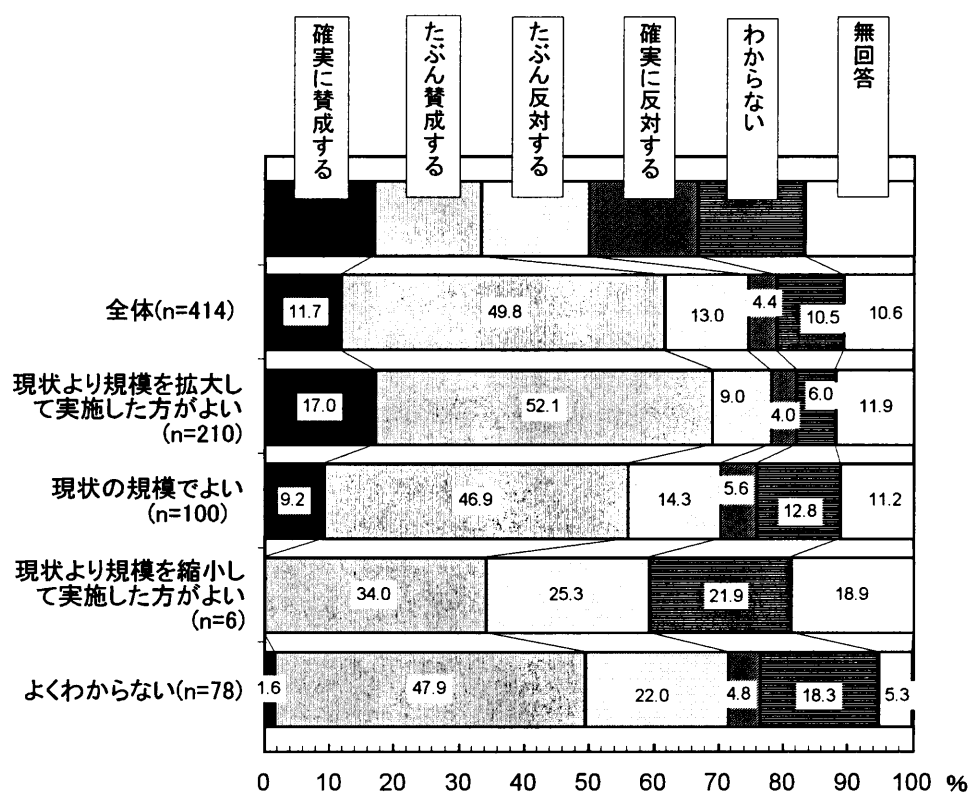 確実に賛成する
たぶん賛成する
たぶん反対する
確実に反対する
わからない
無回答
全体(n=414)
11.7
49.8
13.0
4.4
10.5
10.6
現状より規模を拡大し
て実施した方がよい
(n=210)
17.0
52.1
9.0
4.0
6.0
11.9
現状の規模でよい
(n=100)
9.2
46.9
14.3
5.6
12.8
11.2
現状より規模を縮小し
て実施した方がよい
(n=6)
34.0
25.3
21.9
18.9
よくわからない(n=78)
1.6
47.9
22.0
4.8
18.3
5.3
0 10 20 30 40 50 60 70 80 90 100 %